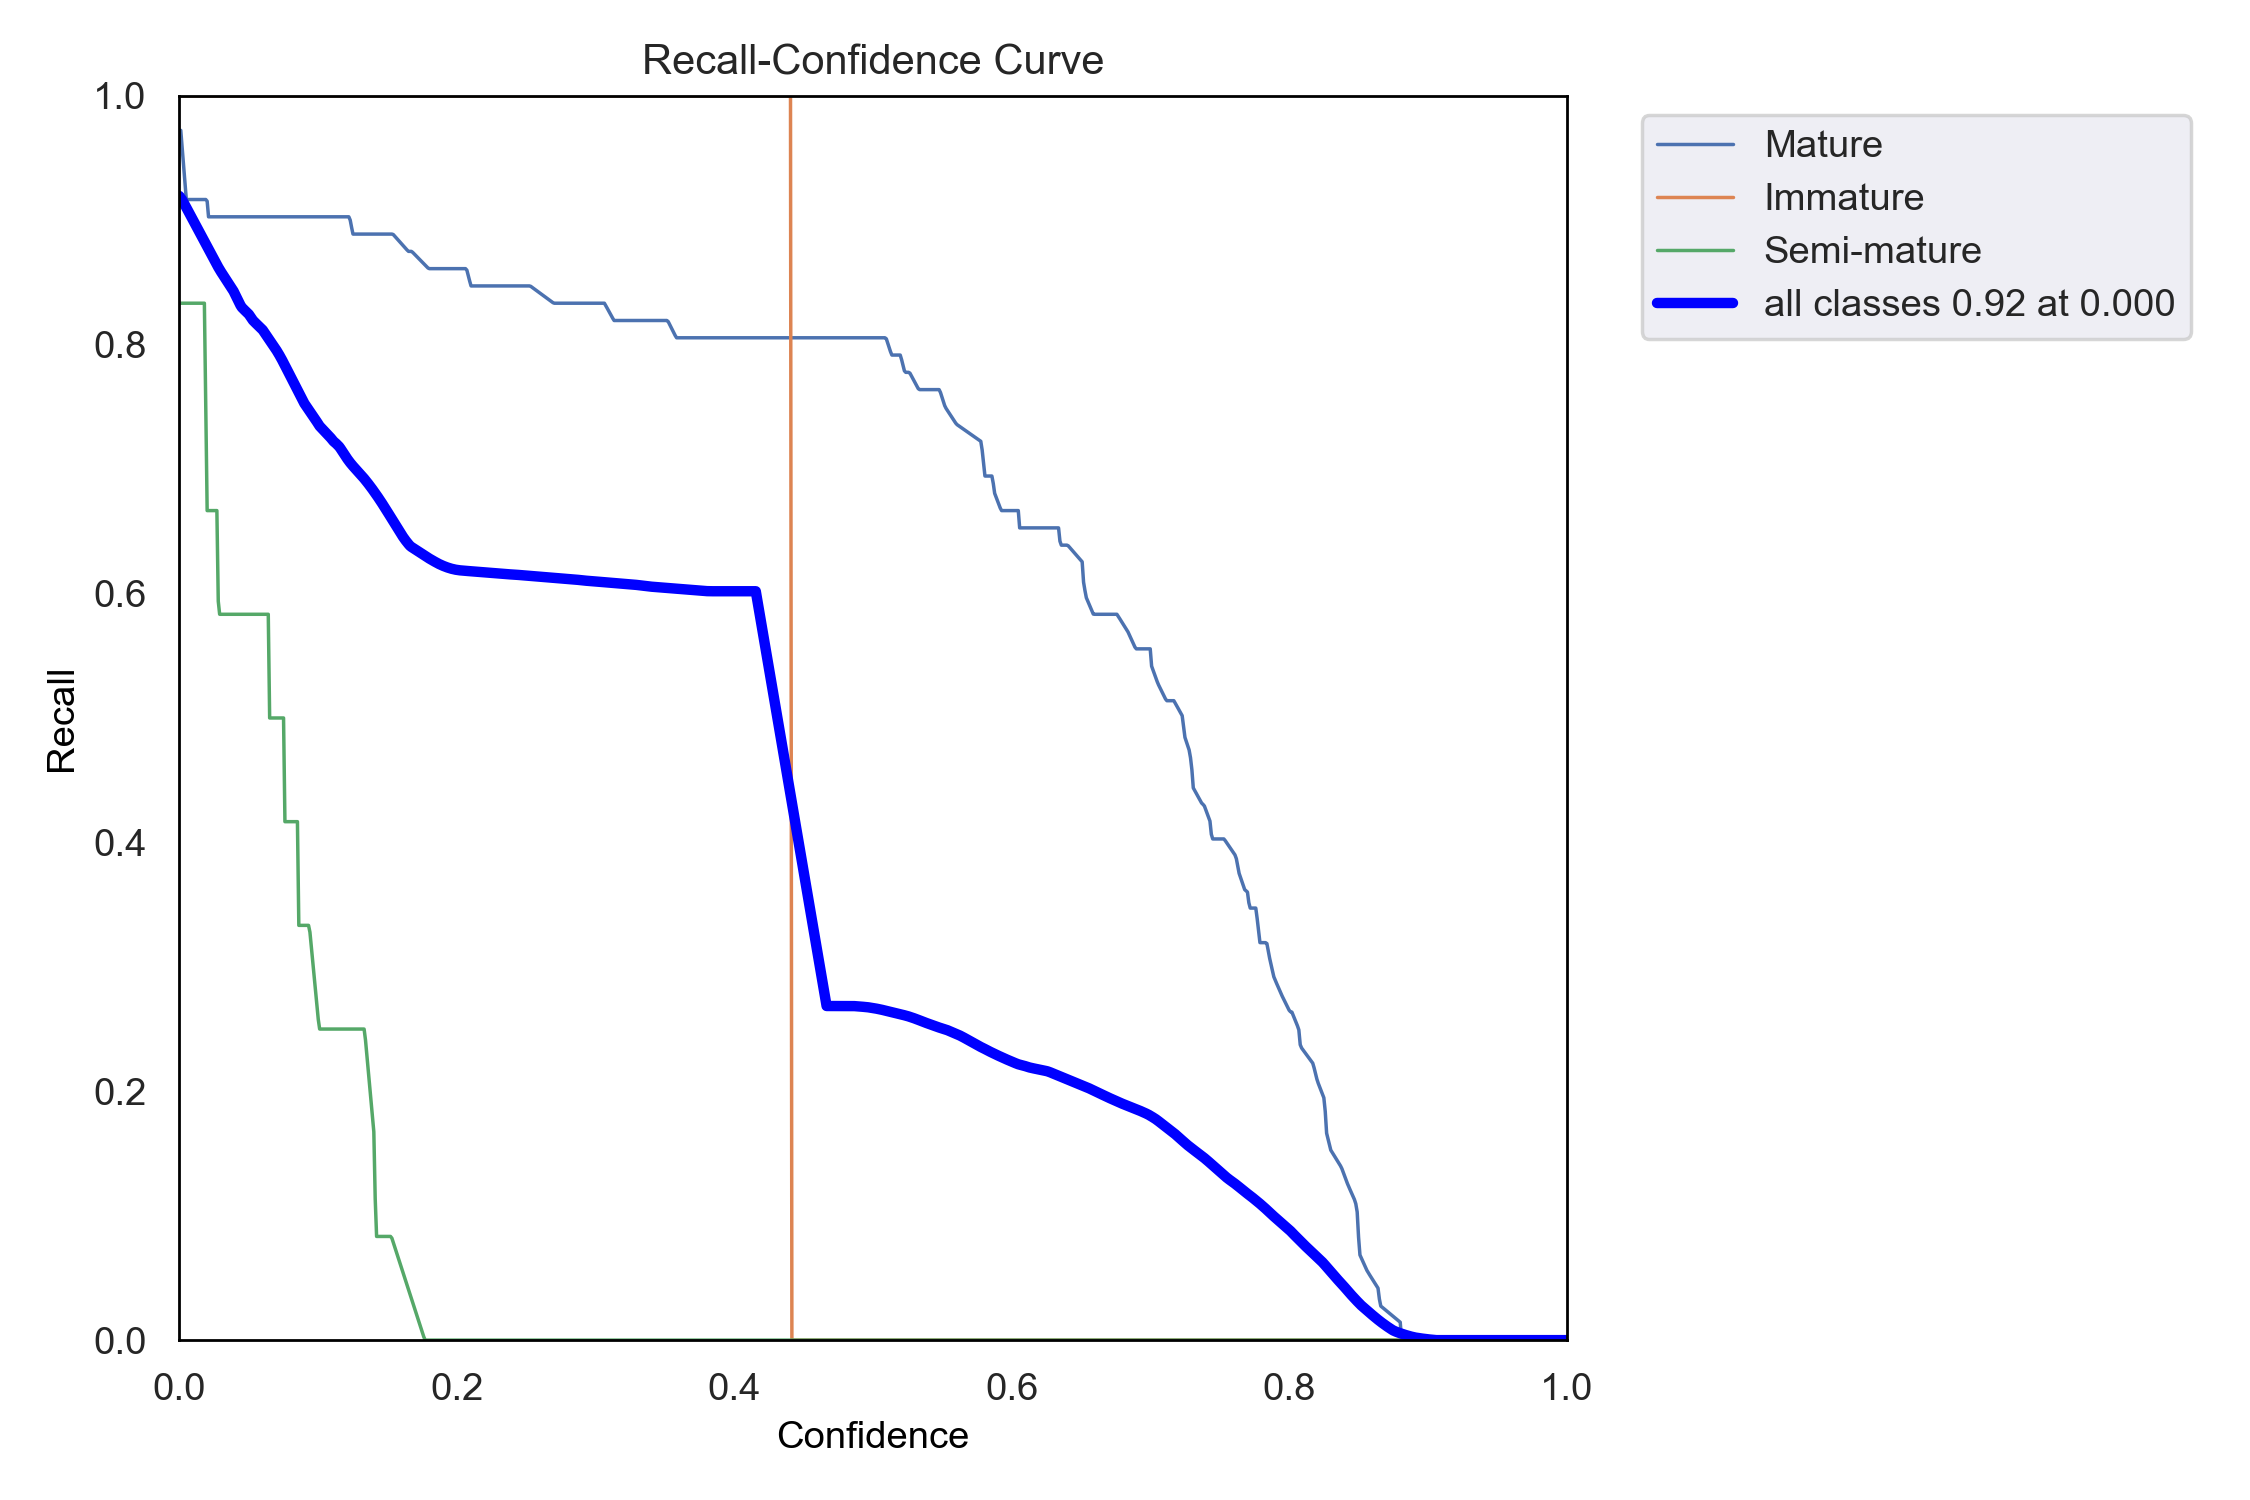 Recall-Confidence Curve
1.0
0.8
0.6
0.4
0.2
0.0
Recall
0.0 0.2 0.4 0.6 0.8 1.0
Confidence
Mature
Immature
Semi-mature
all classes 0.92 at 0.000